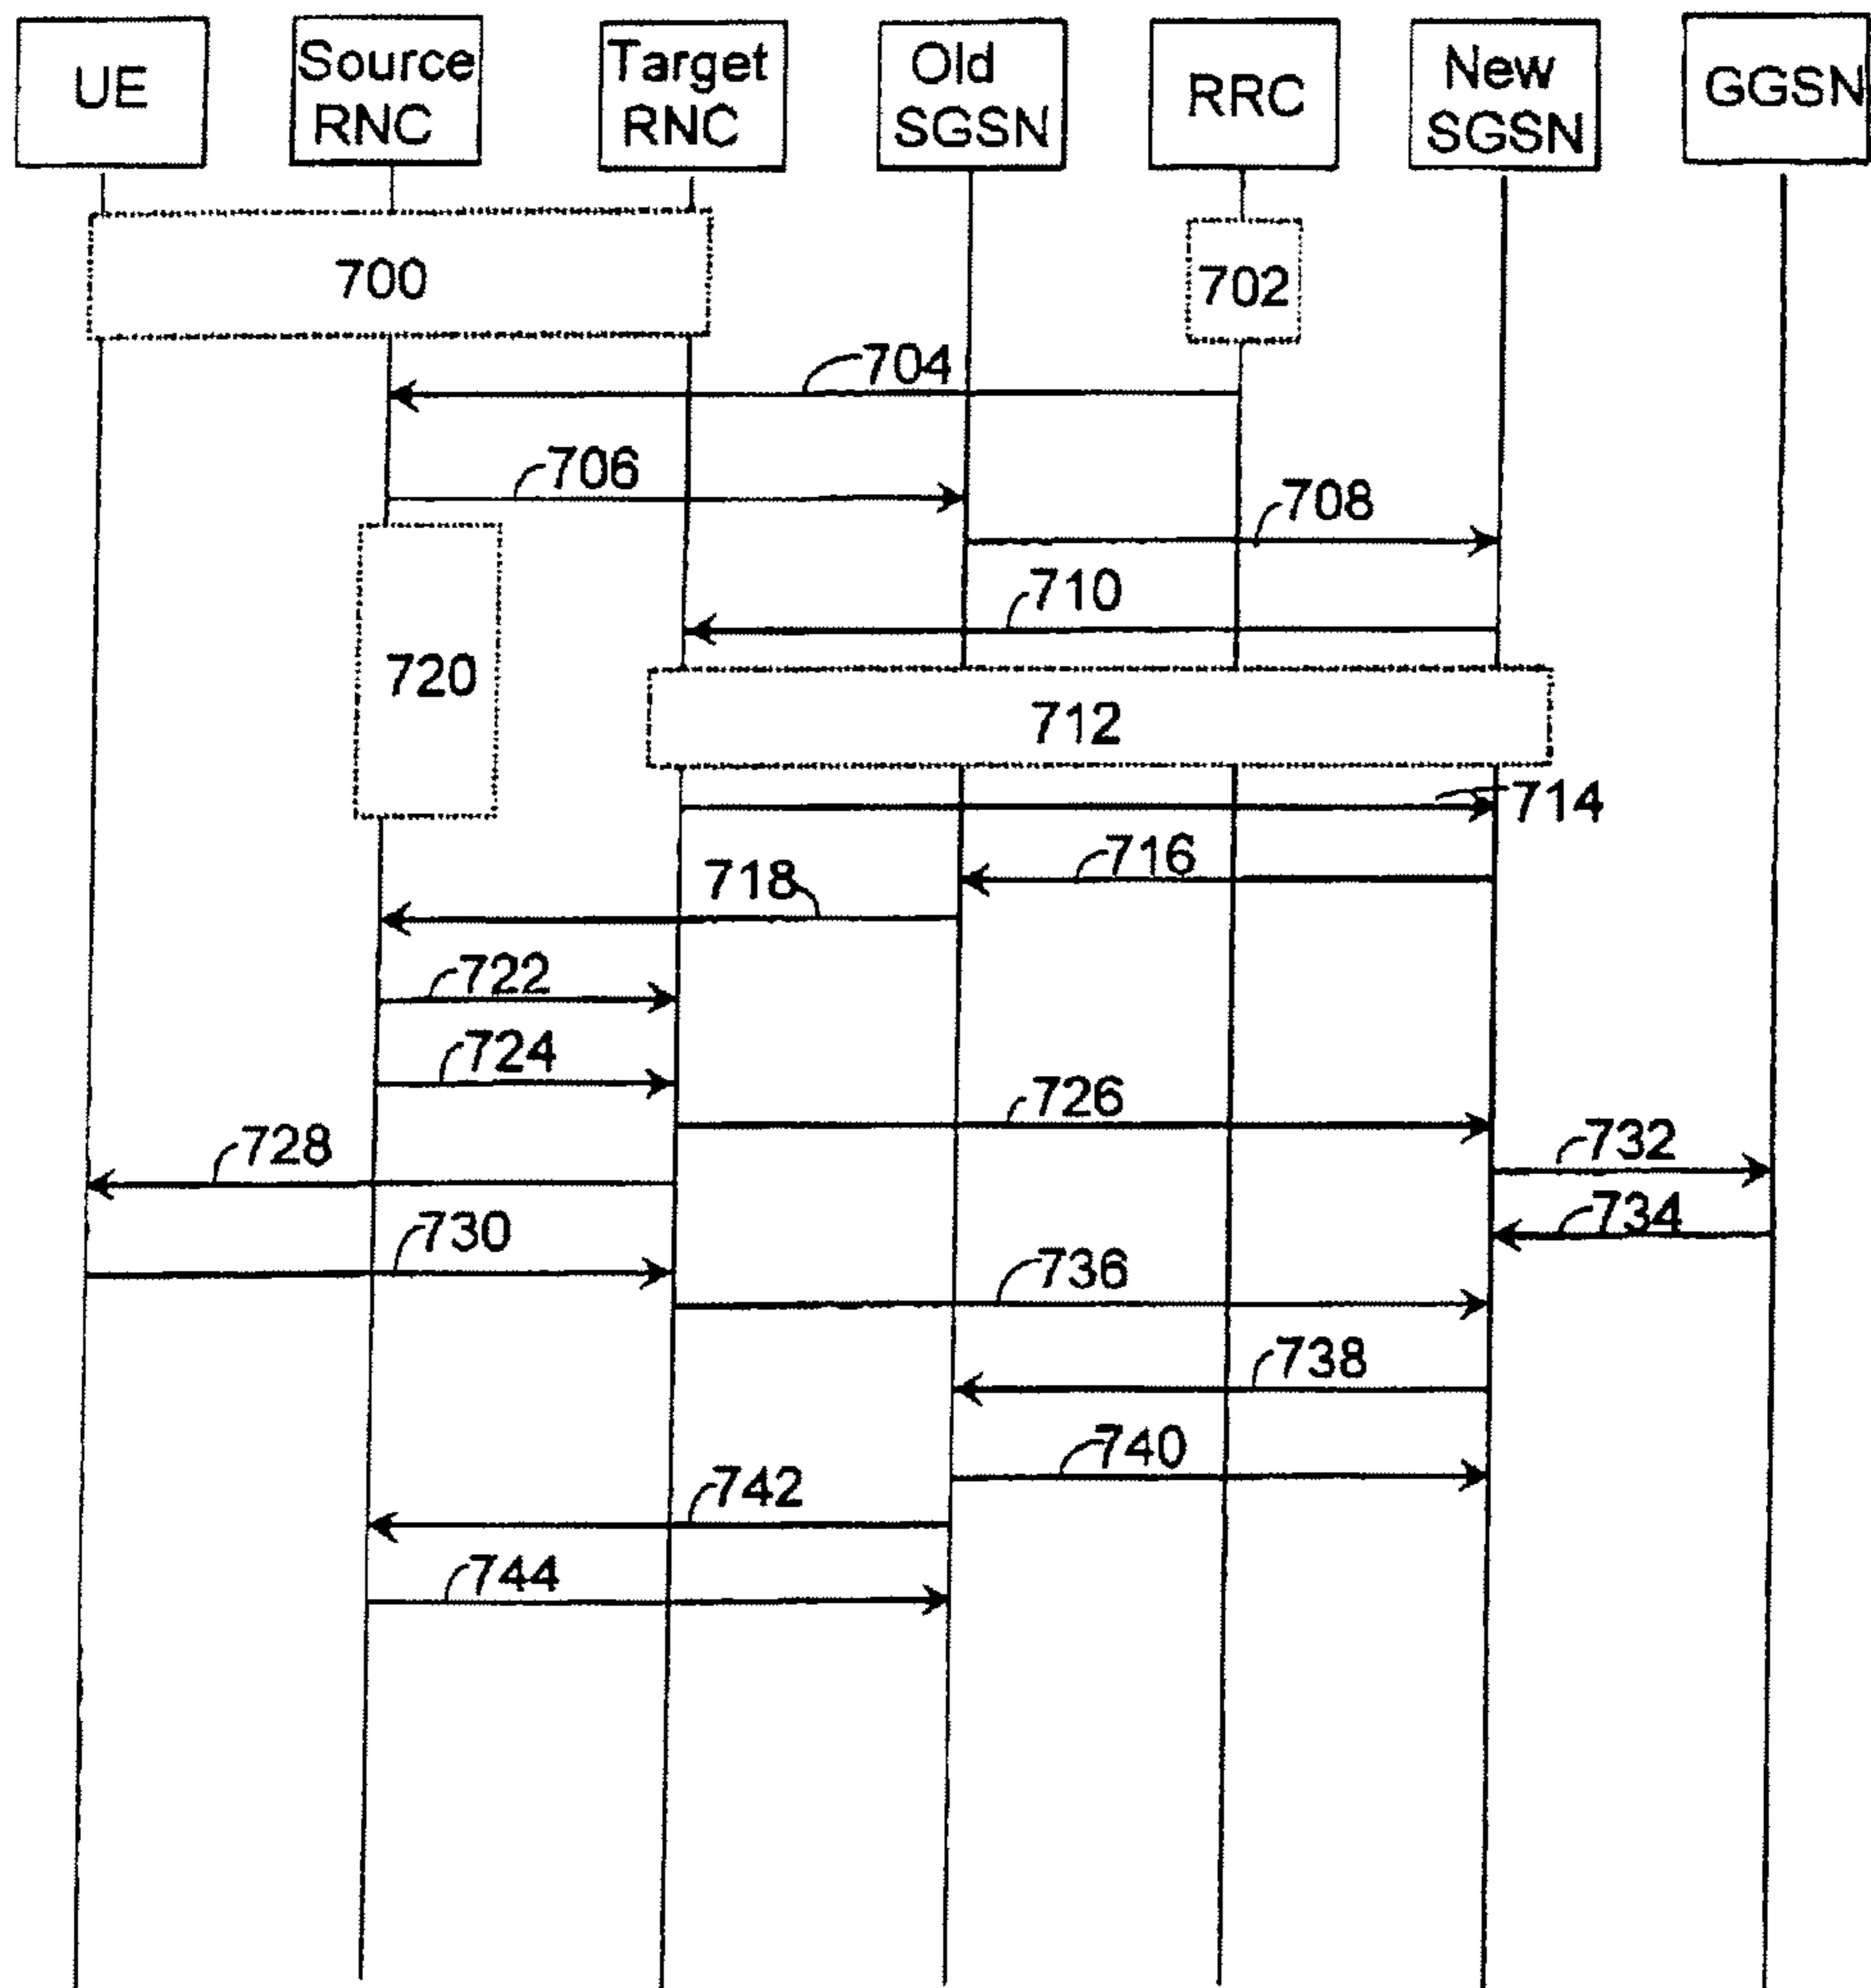 UE
Source
RNC
Target
RNC
Old
SGSN
RRC
New
SGSN
GGSN
700
702
704
706
708
710
720
712
714
716
718
722
724
726
728
732
730
734
736
738
740
742
744